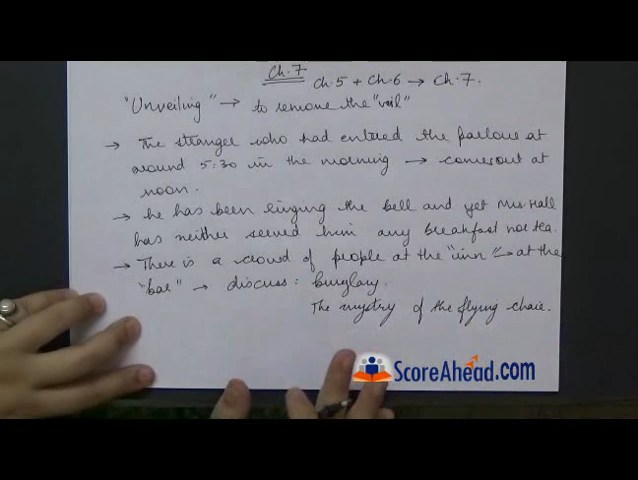 Ch.7
Ch.5 + Ch.6 → Ch.7.
"Unveiling" → to remove the "veil"
→ The stranger who had entered the parlour at
around 5:30 in the morning → comes out at
noon.
→ he has been ringing the bell and yet Mrs. Hall
has neither served him any breakfast nor tea.
→ There is a crowd of people at the "inn" → at the
"bar" → discuss: burglary.
The mystery of the flying chair.
ScoreAhead.com